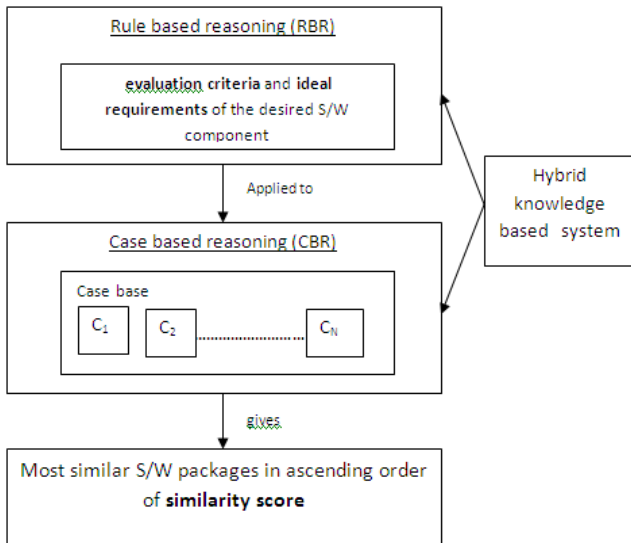 Rule based reasoning (RBR)
evaluation criteria and ideal
requirements of the desired S/W
component
Applied to
Hybrid
knowledge
based system
Case based reasoning (CBR)
Case base
C1
C2
CN
gives
Most similar S/W packages in ascending order
of similarity score